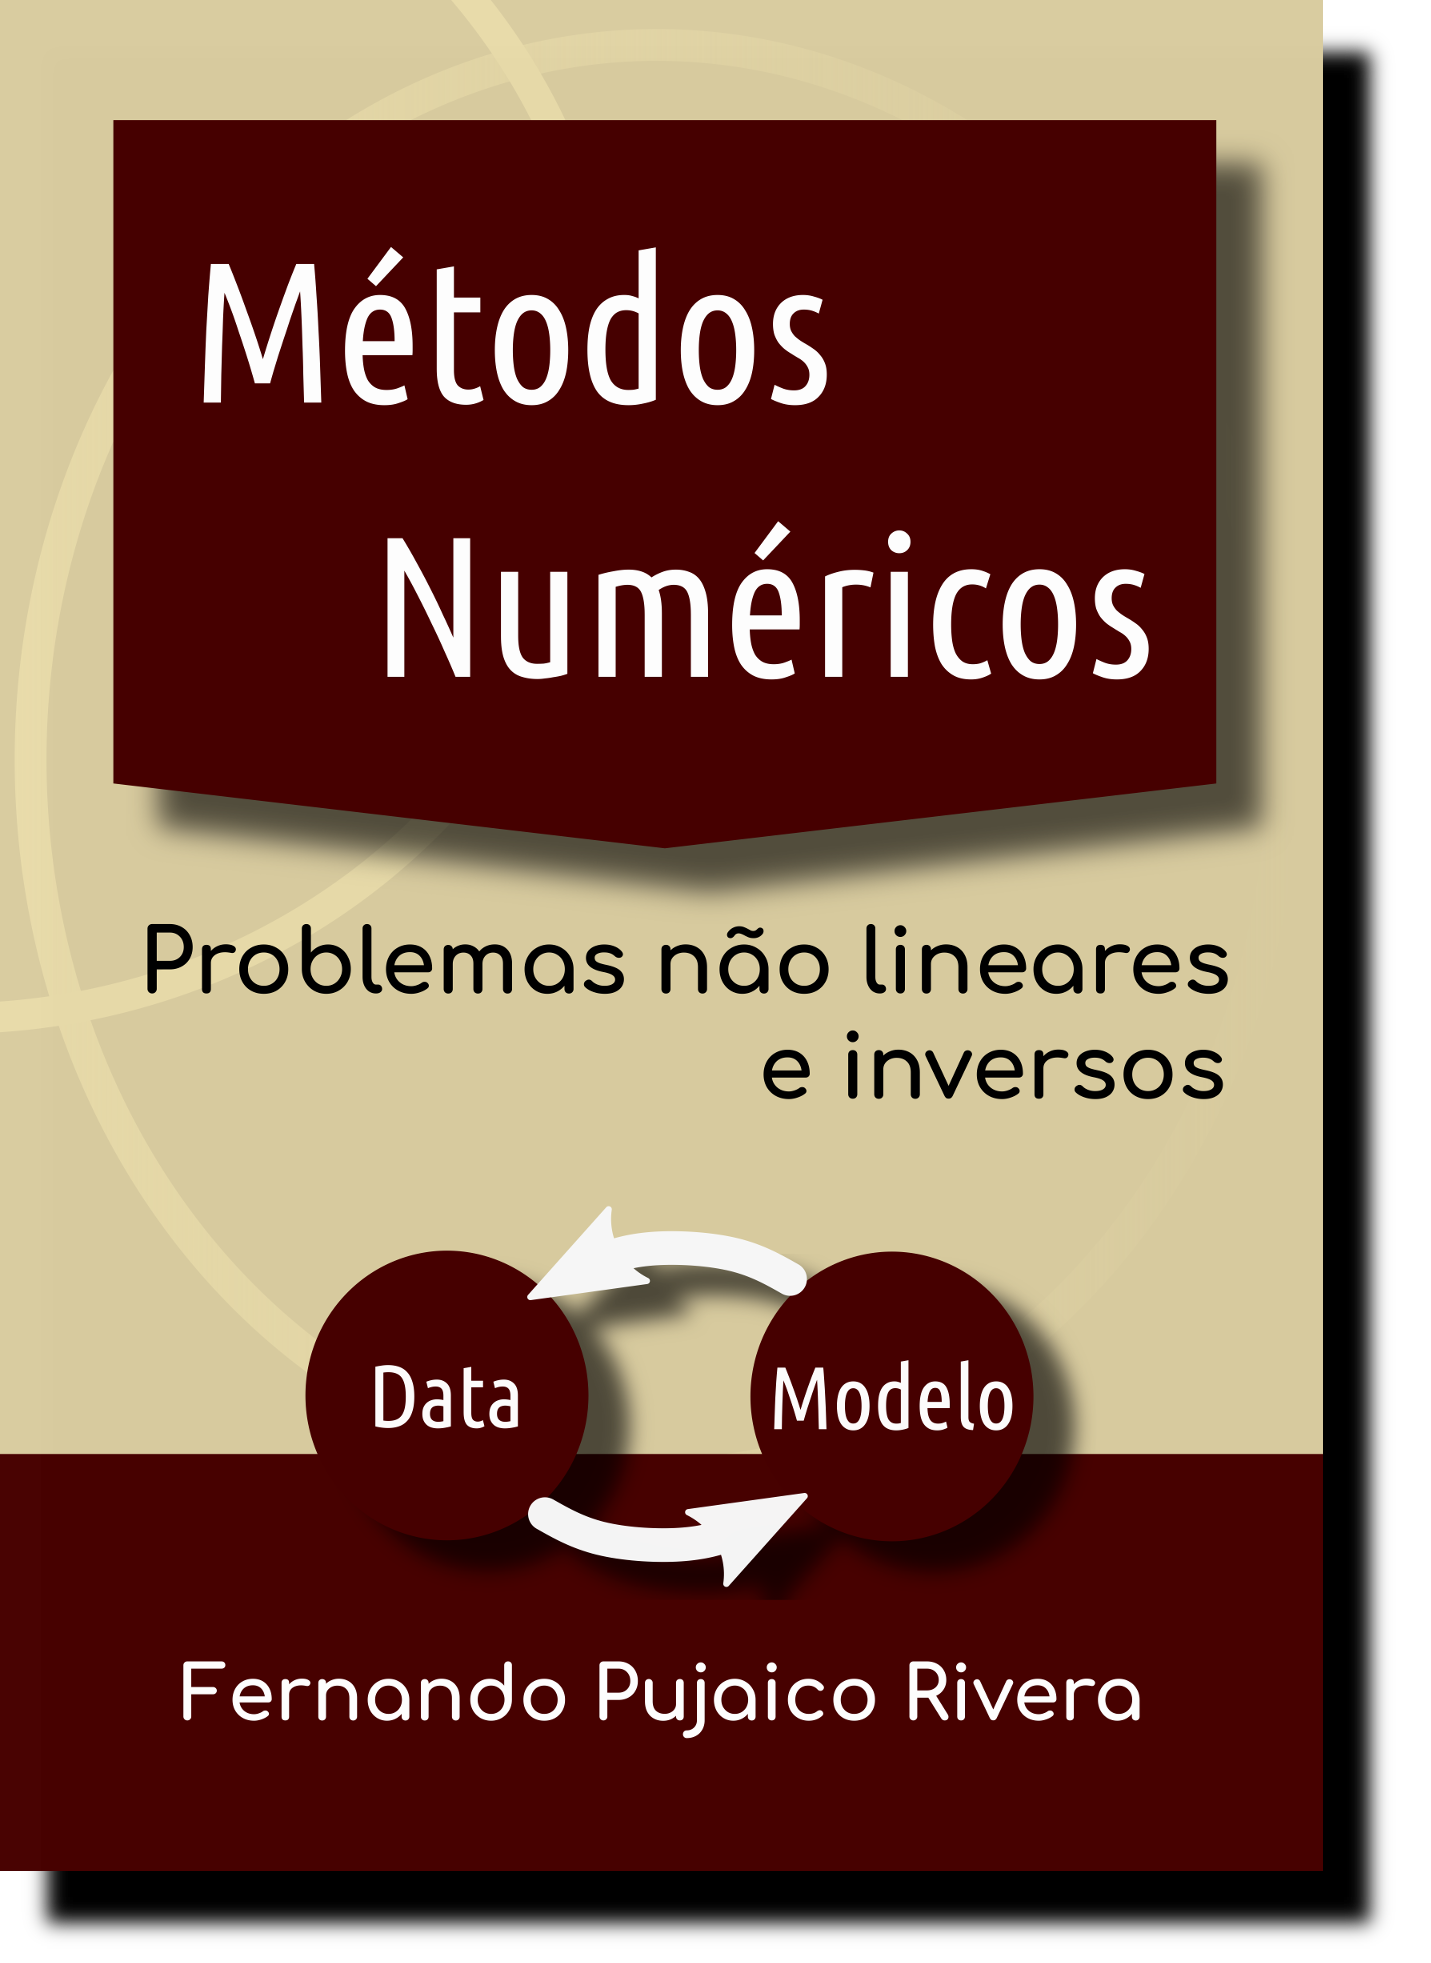 Métodos
Numéricos
Problemas não lineares
e inversos
Data
Modelo
Fernando Pujaico Rivera